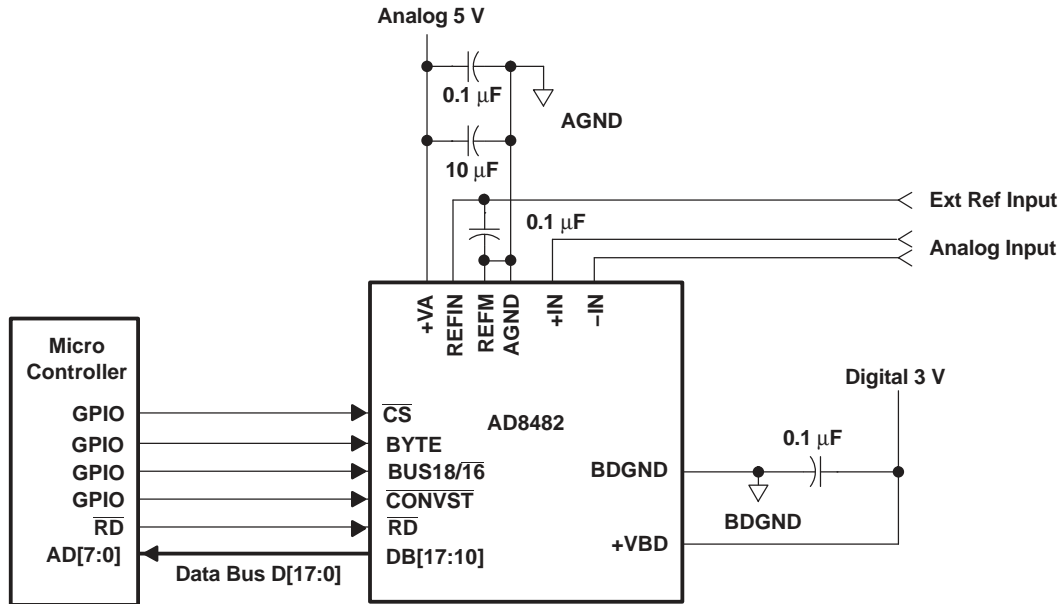 Analog 5 V
0.1 μF
AGND
10 μF
Ext Ref Input
0.1 μF
Analog Input
+VA
REFIN
REFM
AGND
+IN
−IN
Micro
Controller
Digital 3 V
GPIO
CS
AD8482
0.1 μF
GPIO
BYTE
GPIO
BUS18/16
BDGND
GPIO
CONVST
BDGND
RD
RD
+VBD
AD[7:0]
DB[17:10]
Data Bus D[17:0]